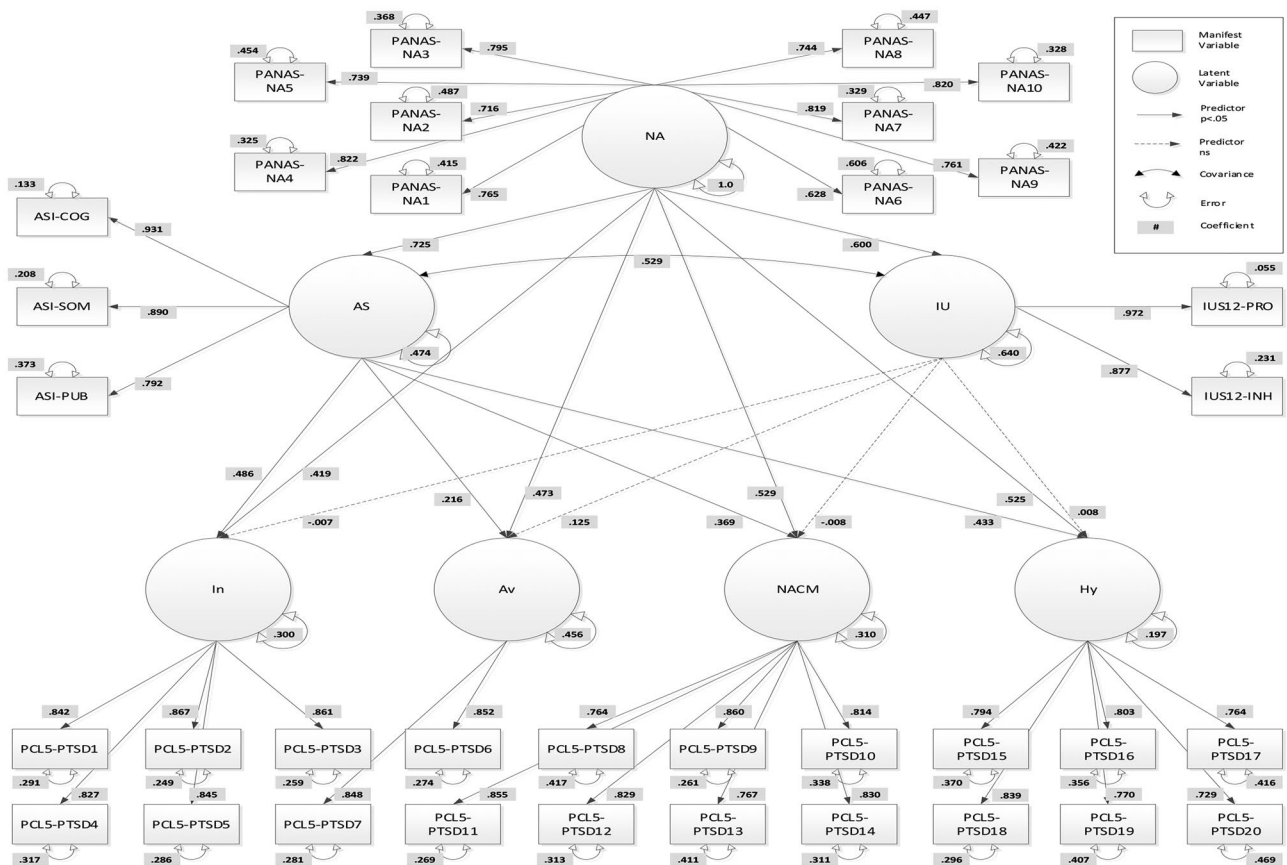 .368
PANAS-
NA3
.795
.447
PANAS-
NA8
.744
.454
PANAS-
NA5
.739
.328
PANAS-
NA10
.820
.487
PANAS-
NA2
.716
.329
PANAS-
NA7
.819
.325
PANAS-
NA4
.822
.415
PANAS-
NA1
.765
NA
1.0
.606
PANAS-
NA6
.628
.422
PANAS-
NA9
.761
Manifest
Variable
Latent
Variable
Predictor
p<.05
Predictor
ns
Covariance
Error
#
Coefficient
.133
ASI-COG
.931
.208
ASI-SOM
.890
.373
ASI-PUB
.792
.725
.600
.529
AS
.474
IU
.640
.055
IUS12-PRO
.972
.231
IUS12-INH
.877
.486
.419
.216
.473
.529
.525
-.007
.125
.369
-.008
.433
.008
In
.300
Av
.456
NACM
.310
Hy
.197
.842
.867
.861
.852
.764
.860
.814
.794
.803
.764
PCL5-PTSD1
PCL5-PTSD2
PCL5-PTSD3
PCL5-PTSD6
PCL5-PTSD8
PCL5-PTSD9
PCL5-
PTSD10
PCL5-
PTSD15
PCL5-
PTSD16
PCL5-
PTSD17
.291
.249
.259
.274
.417
.261
.338
.370
.356
.416
.827
.845
.848
.855
.829
.767
.830
.839
.770
.729
PCL5-PTSD4
PCL5-PTSD5
PCL5-PTSD7
PCL5-
PTSD11
PCL5-
PTSD12
PCL5-
PTSD13
PCL5-
PTSD14
PCL5-
PTSD18
PCL5-
PTSD19
PCL5-
PTSD20
.317
.286
.281
.269
.313
.411
.311
.296
.407